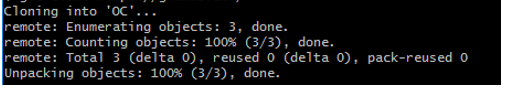 Cloning into 'OC'...
remote: Enumerating objects: 3, done.
remote: Counting objects: 100% (3/3), done.
remote: Total 3 (delta 0), reused 0 (delta 0), pack-reused 0
Unpacking objects: 100% (3/3), done.